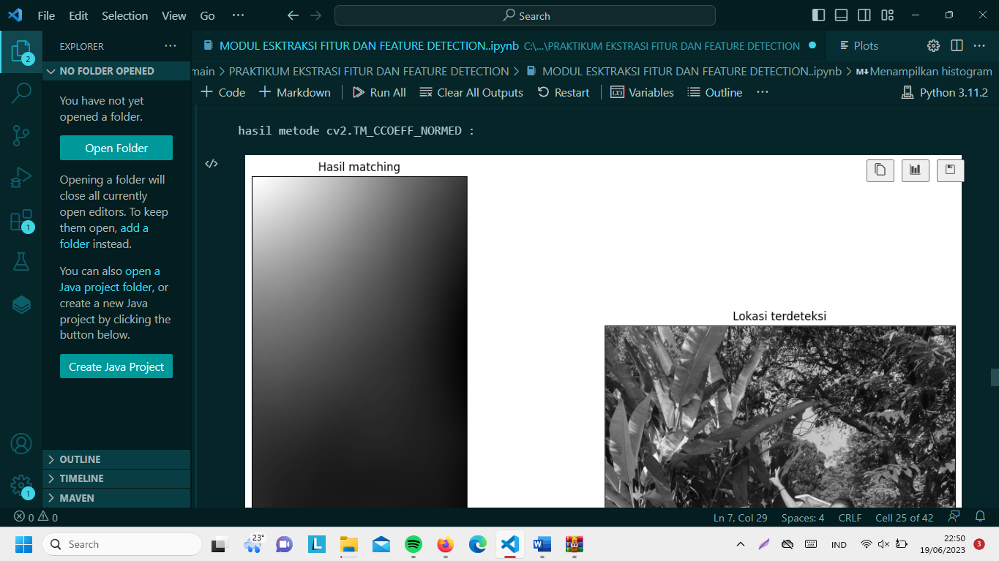 File Edit Selection View Go ···
Search
EXPLORER ···
MODUL ESKTRAKSI FITUR DAN FEATURE DETECTION..ipynb C:\...\PRAKTIKUM EKSTRASI FITUR DAN FEATURE DETECTION
Plots ···
NO FOLDER OPENED
main > PRAKTIKUM EKSTRASI FITUR DAN FEATURE DETECTION > MODUL ESKTRAKSI FITUR DAN FEATURE DETECTION..ipynb > M Menampilkan histogram
+ Code + Markdown Run All Clear All Outputs Restart Variables Outline ···
Python 3.11.2
2
1
1
You have not yet
opened a folder.
Open Folder
Opening a folder will
close all currently
open editors. To keep
them open, add a
folder instead.
You can also open a
Java project folder, or
create a new Java
project by clicking the
button below.
Create Java Project
OUTLINE
TIMELINE
MAVEN
hasil metode cv2.TM_CCOEFF_NORMED :
Hasil matching
Lokasi terdeteksi
0 0
Ln 7, Col 29 Spaces: 4 CRLF Cell 25 of 42
Search
23°
L
IND
22:50
19/06/2023
3